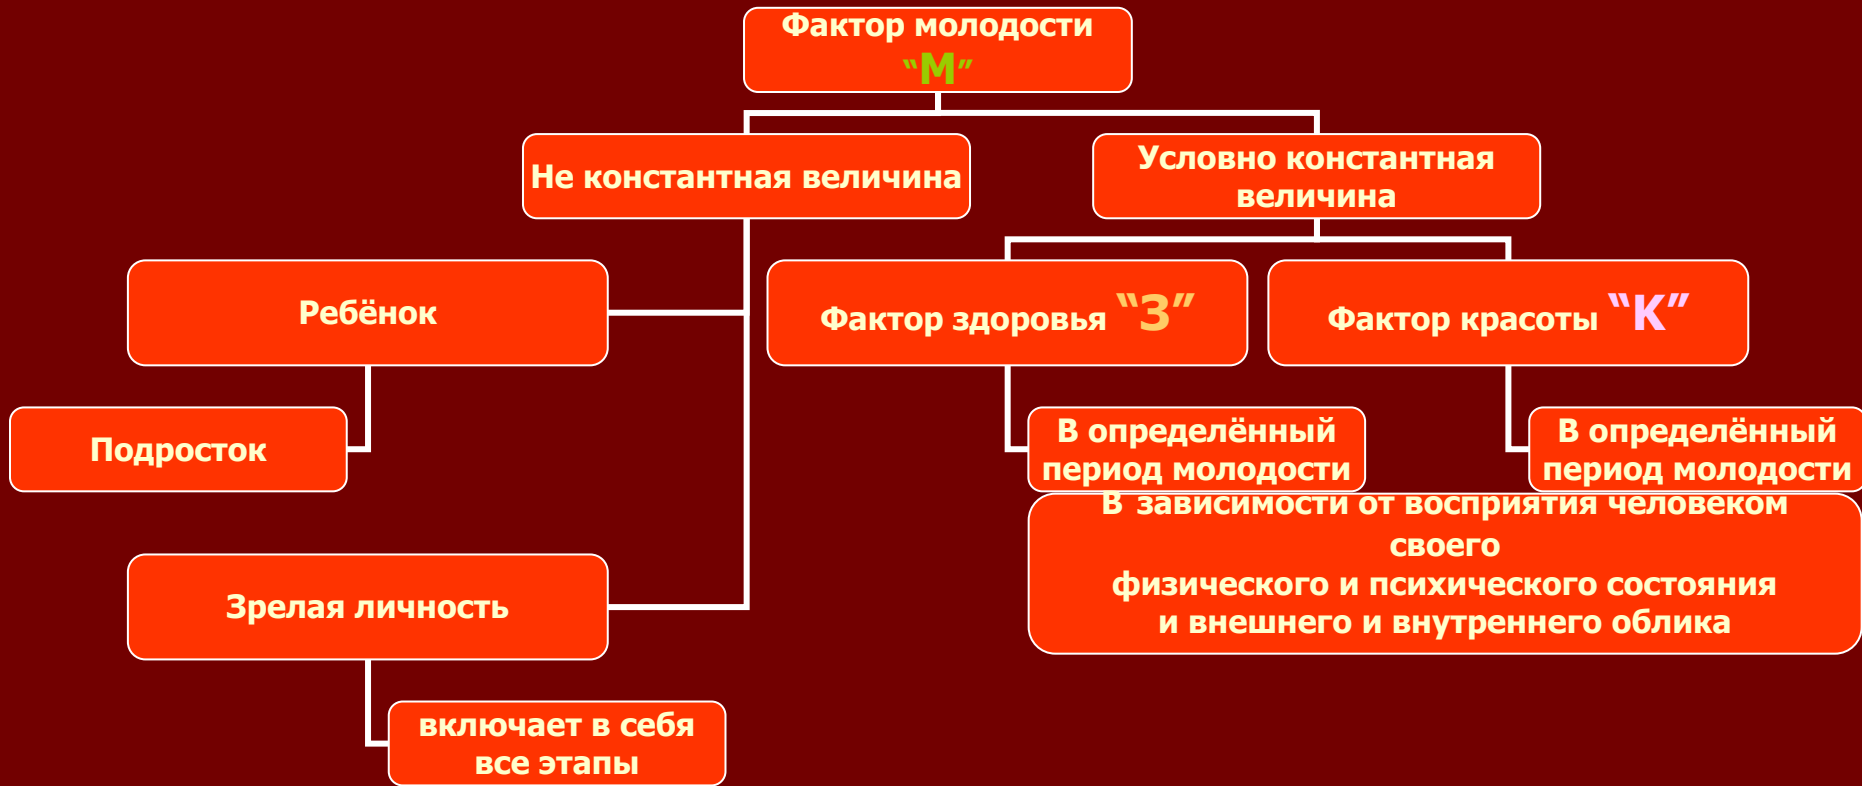 Фактор молодости
“М”
Не константная величина
Условно константная
величина
Ребёнок
Фактор здоровья “З”
Фактор красоты “К”
Подросток
В определённый
период молодости
В определённый
период молодости
В зависимости от восприятия человеком
своего
физического и психического состояния
и внешнего и внутреннего облика
Зрелая личность
включает в себя
все этапы